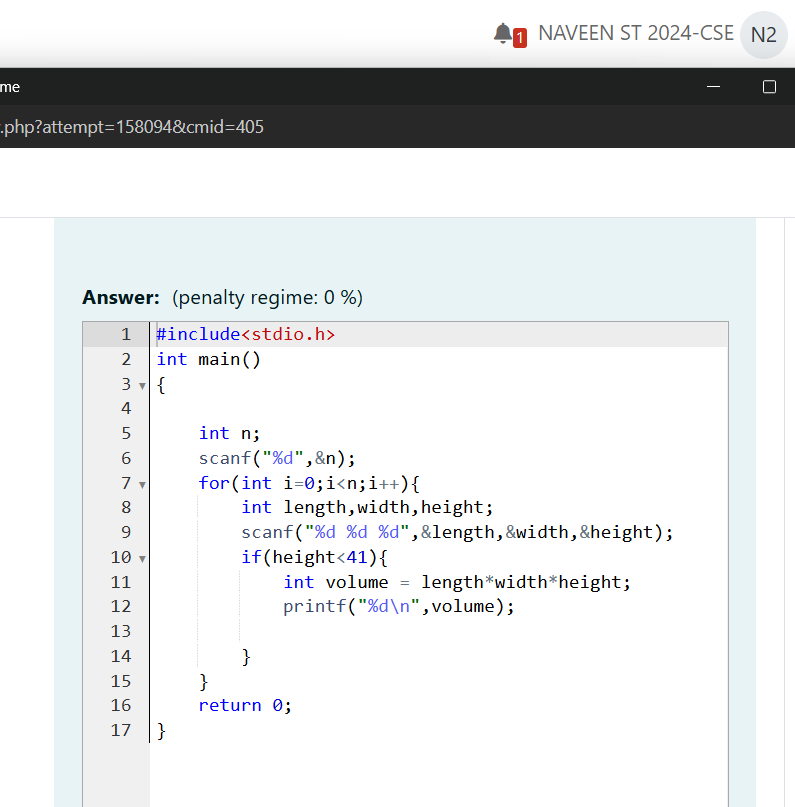 1 NAVEEN ST 2024-CSE N2
me
.php?attempt=158094&cmid=405
Answer: (penalty regime: 0 %)
1 #include<stdio.h>
2 int main()
3 {
4
5 int n;
6 scanf("%d",&n);
7 for(int i=0;i<n;i++){
8 int length,width,height;
9 scanf("%d %d %d",&length,&width,&height);
10 if(height<41){
11 int volume = length*width*height;
12 printf("%d\n",volume);
13
14 }
15 }
16 return 0;
17 }